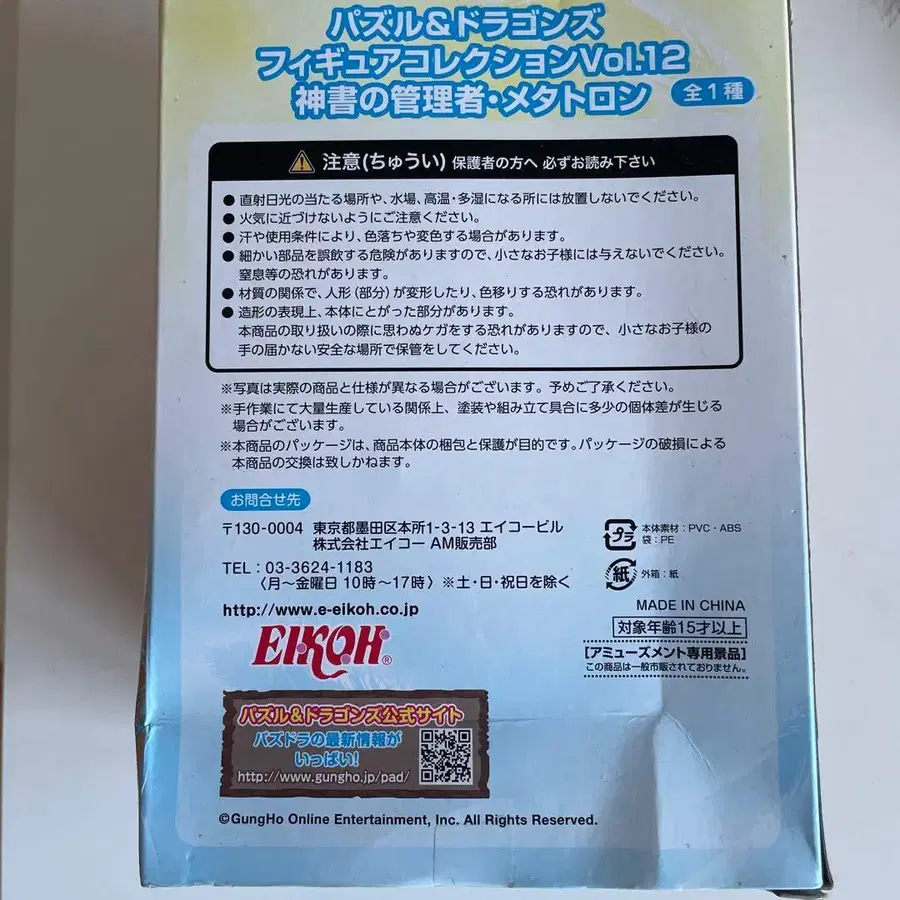 パズル&ドラゴンズ
フィギュアコレクションVol.12
神書の管理者・メタトロン 全1種
注意(ちゅうい) 保護者の方へ 必ずお読み下さい
● 直射日光の当たる場所や、水場、高温・多湿になる所には放置しないでください。
● 火気に近づけないようにご注意ください。
● 汗や使用条件により、色落ちや変色する場合があります。
● 細かい部品を誤飲する危険がありますので、小さなお子様には与えないでください。
窒息等の恐れがあります。
● 材質の関係で、人形(部分)が変形したり、色移りする恐れがあります。
● 造形の表現上、本体にとがった部分があります。
本商品の取り扱いの際に思わぬケガをする恐れがありますので、小さなお子様の
手の届かない安全な場所で保管をしてください。
※写真は実際の商品と仕様が異なる場合がございます。予めご了承ください。
※手作業にて大量生産している関係上、塗装や組み立て具合に多少の個体差が生じる
場合がございます。
※本商品のパッケージは、商品本体の梱包と保護が目的です。パッケージの破損による
本商品の交換は致しかねます。
お問合せ先
〒130-0004 東京都墨田区本所1-3-13 エイコービル
株式会社エイコー AM販売部
TEL:03-3624-1183
〈月~金曜日 10時~17時〉※土・日・祝日を除く
http://www.e-eikoh.co.jp
EIKOH®
プラ 本体素材:PVC・ABS
袋:PE
紙 外箱:紙
MADE IN CHINA
対象年齢15才以上
[アミューズメント専用景品]
この商品は一般市販されておりません。
パズル&ドラゴンズ公式サイト
パズドラの最新情報が
いっぱい!
http://www.gungho.jp/pad/
©GungHo Online Entertainment, Inc. All Rights Reserved.